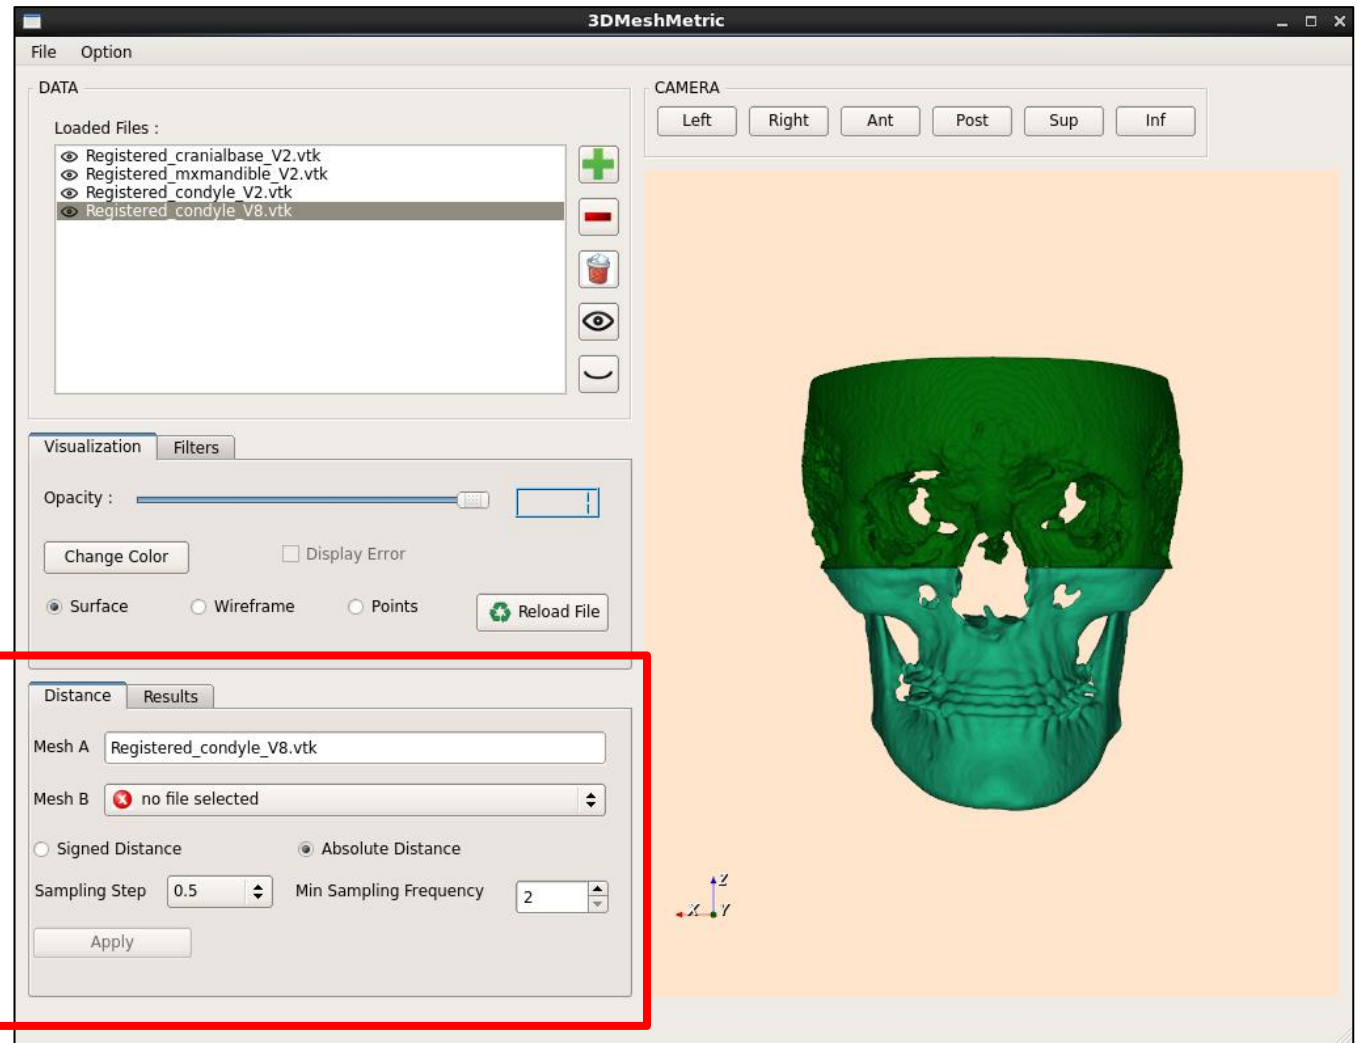 3DMeshMetric
File Option
DATA
Loaded Files :
Registered_cranialbase_V2.vtk
Registered_mxmandible_V2.vtk
Registered_condyle_V2.vtk
Registered_condyle_V8.vtk
CAMERA
Left Right Ant Post Sup Inf
Visualization Filters
Opacity :
Change Color Display Error
Surface Wireframe Points Reload File
Distance Results
Mesh A Registered_condyle_V8.vtk
Mesh B no file selected
Signed Distance Absolute Distance
Sampling Step 0.5 Min Sampling Frequency 2
Apply
Z
X Y